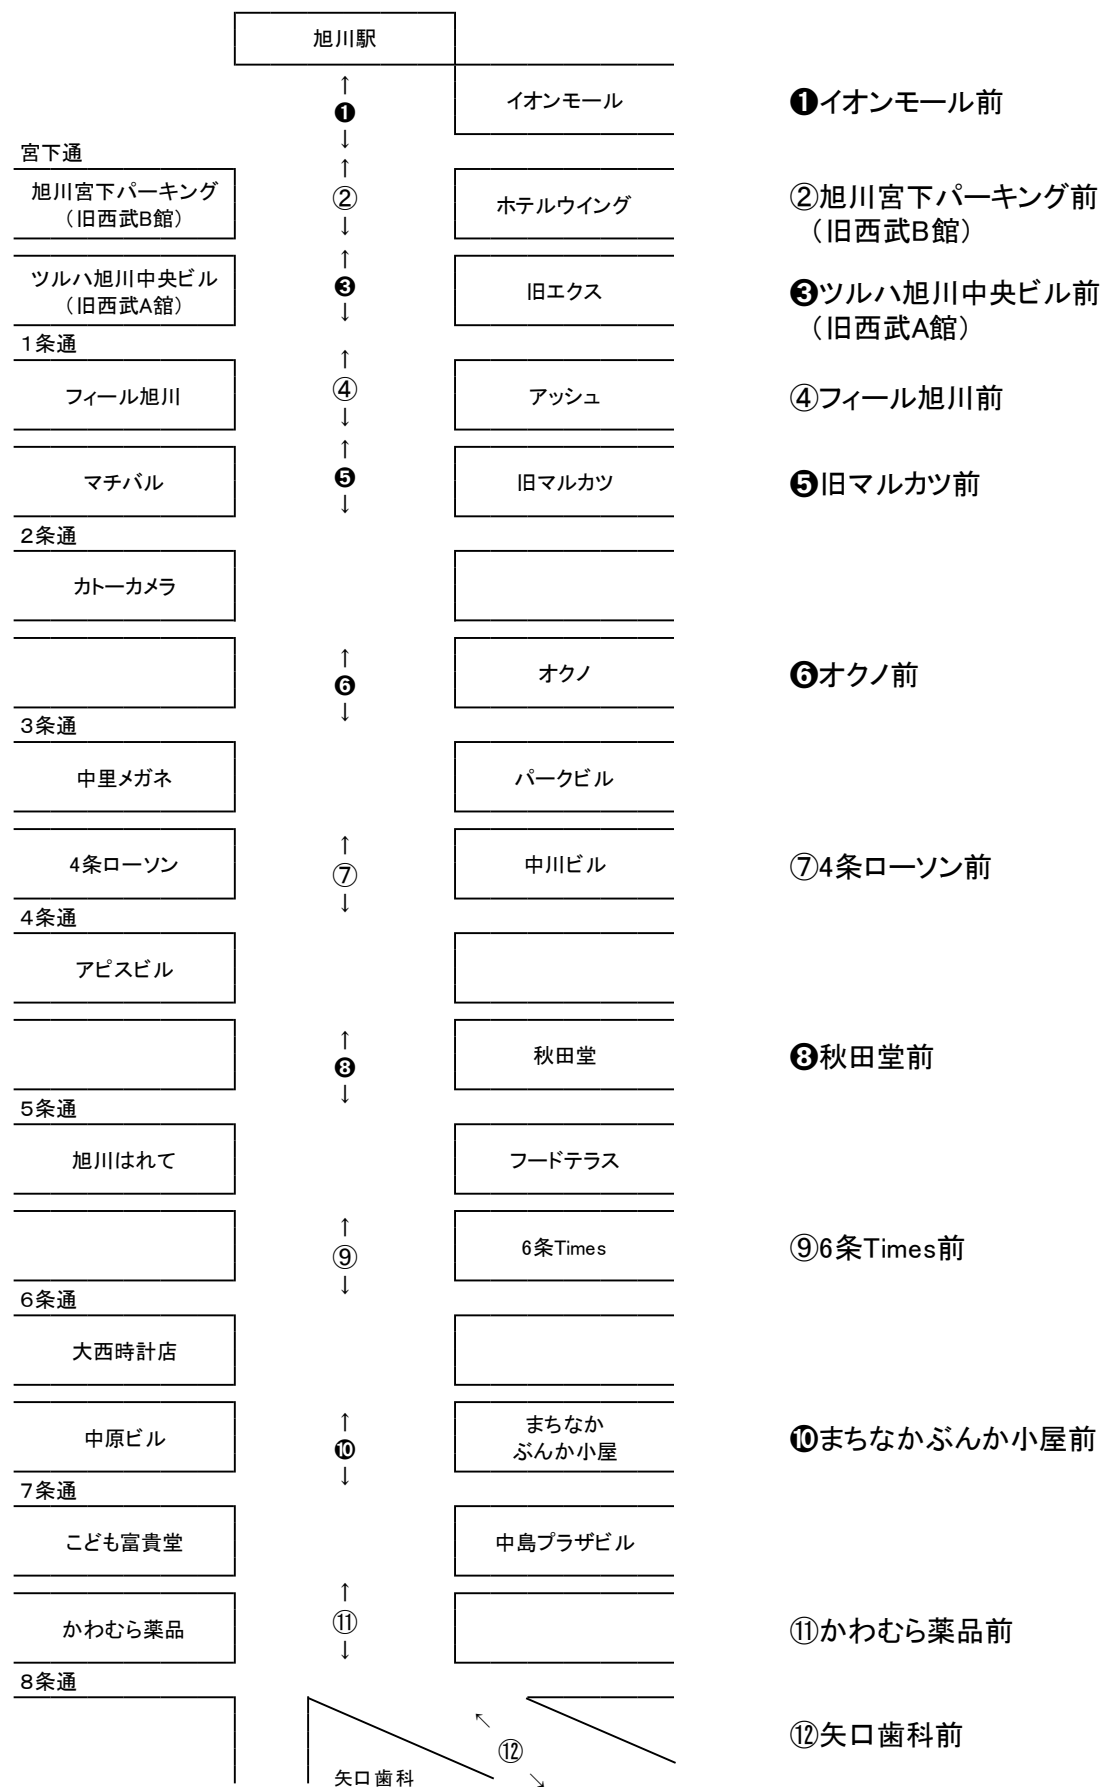 旭川駅
↑
❶
↓
イオンモール
❶イオンモール前
宮下通
旭川宮下パーキング
（旧西武B館）
↑
②
↓
ホテルウイング
②旭川宮下パーキング前
（旧西武B館）
ツルハ旭川中央ビル
（旧西武A舘）
↑
❸
↓
旧エクス
❸ツルハ旭川中央ビル前
（旧西武A館）
1条通
フィール旭川
↑
④
↓
アッシュ
④フィール旭川前
マチバル
↑
❺
↓
旧マルカツ
❺旧マルカツ前
2条通
カトーカメラ
↑
❻
↓
オクノ
❻オクノ前
3条通
中里メガネ
パークビル
4条ローソン
↑
⑦
↓
中川ビル
⑦4条ローソン前
4条通
アピスビル
↑
❽
↓
秋田堂
❽秋田堂前
5条通
旭川はれて
フードテラス
↑
⑨
↓
6条Times
⑨6条Times前
6条通
大西時計店
中原ビル
↑
❿
↓
まちなか
ぶんか小屋
❿まちなかぶんか小屋前
7条通
こども富貴堂
中島プラザビル
かわむら薬品
↑
⑪
↓
⑪かわむら薬品前
8条通
↖
⑫
↘
矢口歯科
⑫矢口歯科前